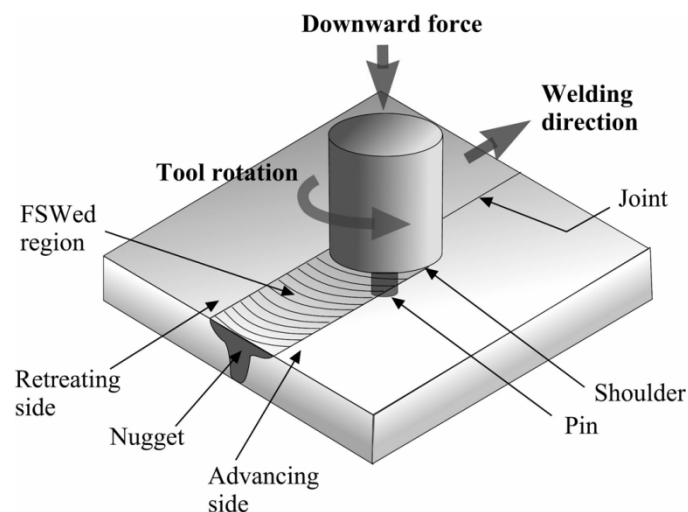 Downward force
Welding
direction
Tool rotation
FSWed
region
Joint
Retreating
side
Nugget
Advancing
side
Shoulder
Pin